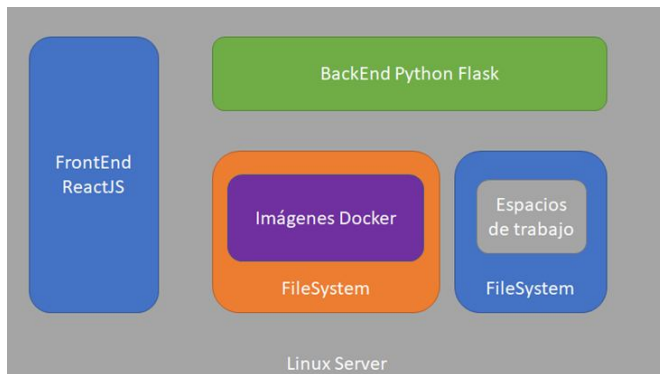 FrontEnd
ReactJS
BackEnd Python Flask
Imágenes Docker
FileSystem
Espacios
de trabajo
FileSystem
Linux Server